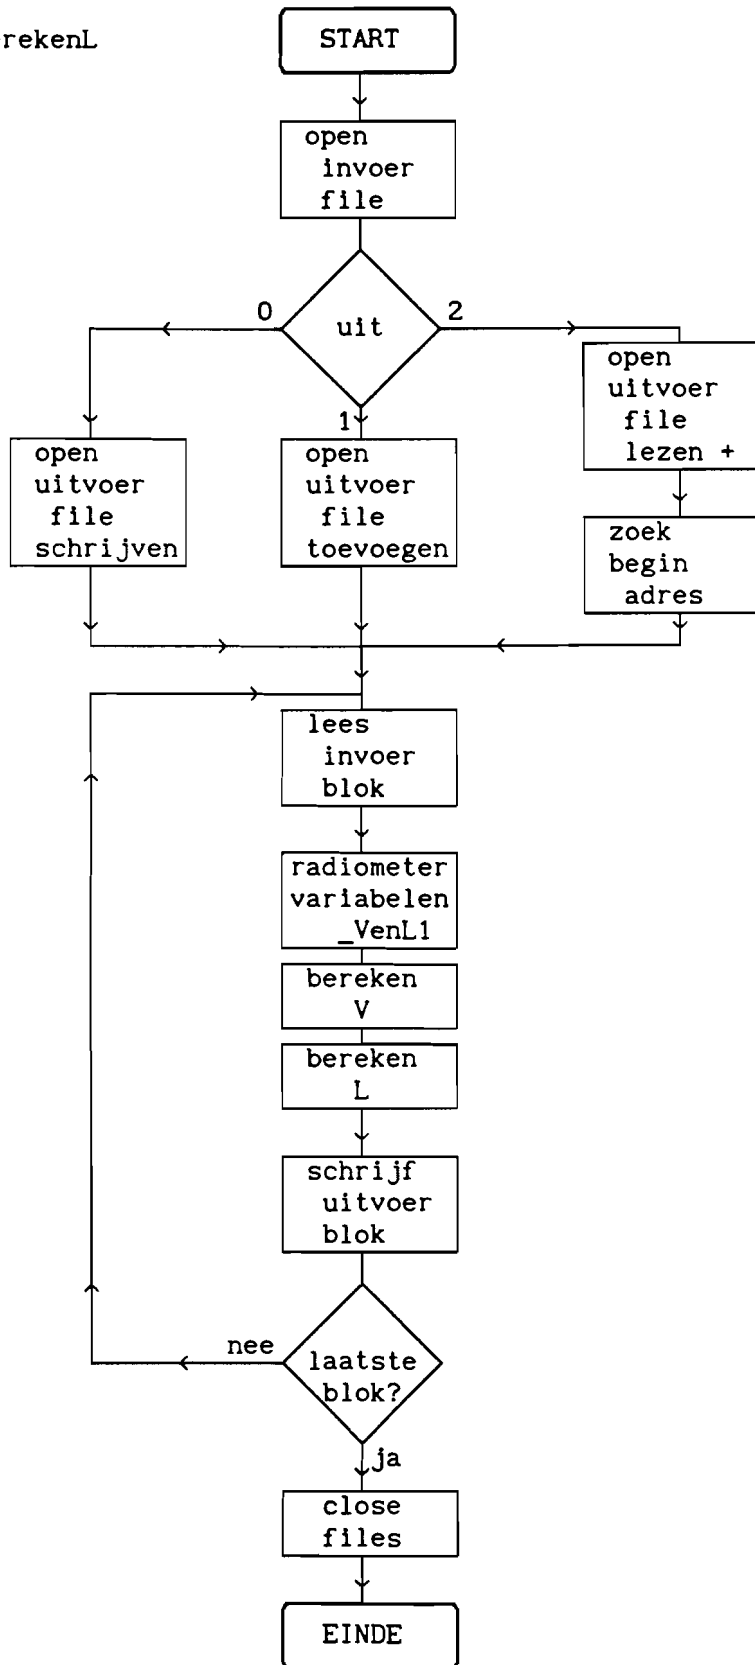 rekenL
START
open
invoer
file
0
uit
2
1
open
uitvoer
file
schrijven
open
uitvoer
file
toevoegen
open
uitvoer
file
lezen +
zoek
begin
adres
lees
invoer
blok
radiometer
variabelen
_VenL1
bereken
V
bereken
L
schrijf
uitvoer
blok
nee
laatste
blok?
ja
close
files
EINDE